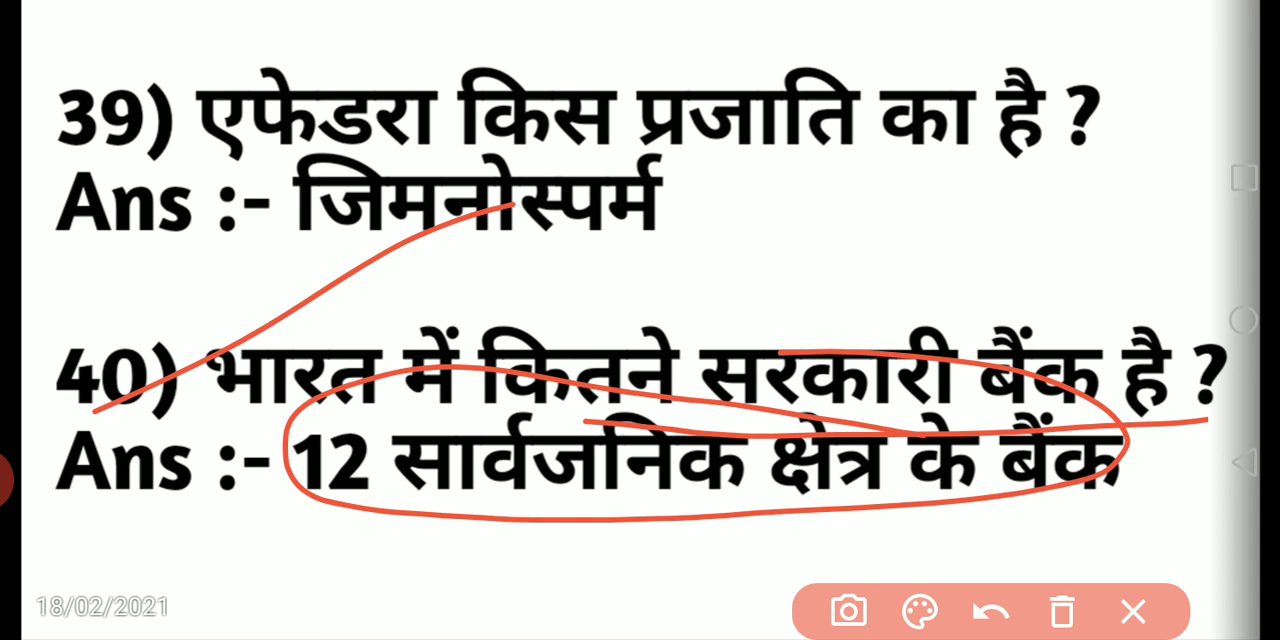 39) एफेडरा किस प्रजाति का है ?
Ans :- जिमनोस्पर्म
40) भारत में कितने सरकारी बैंक है ?
Ans :- 12 सार्वजनिक क्षेत्र के बैंक
18/02/2021